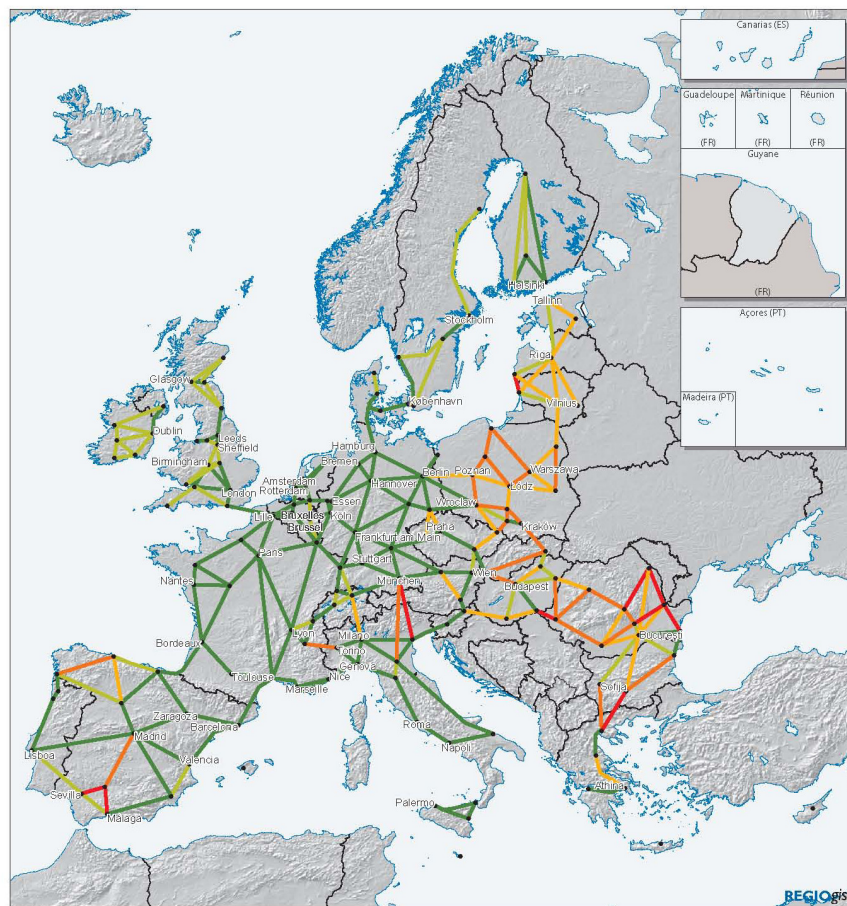 Canarias (ES)
Guadeloupe
Martinique
Réunion
(FR)
(FR)
(FR)
Guyane
(FR)
Açores (PT)
Madeira (PT)
Helsinki
Tallinn
Stockholm
Riga
Glasgow
København
Vilnius
Dublin
Leeds
Sheffield
Hamburg
Birmingham
Bremen
Berlin
Poznan
Warszawa
Amsterdam
Rotterdam
Hannover
Łódz
London
Essen
Wroclaw
Lille
Bruxelles
Brussel
Köln
Praha
Kraków
Frankfurt am Main
Paris
Stuttgart
Wien
Nantes
München
Budapest
Lyon
Milano
Bucuresti
Bordeaux
Torino
Genova
Toulouse
Nice
Marseille
Sofija
Zaragoza
Barcelona
Roma
Madrid
Napoli
Lisboa
Valencia
Sevilla
Athina
Palermo
Málaga
REGIOgis